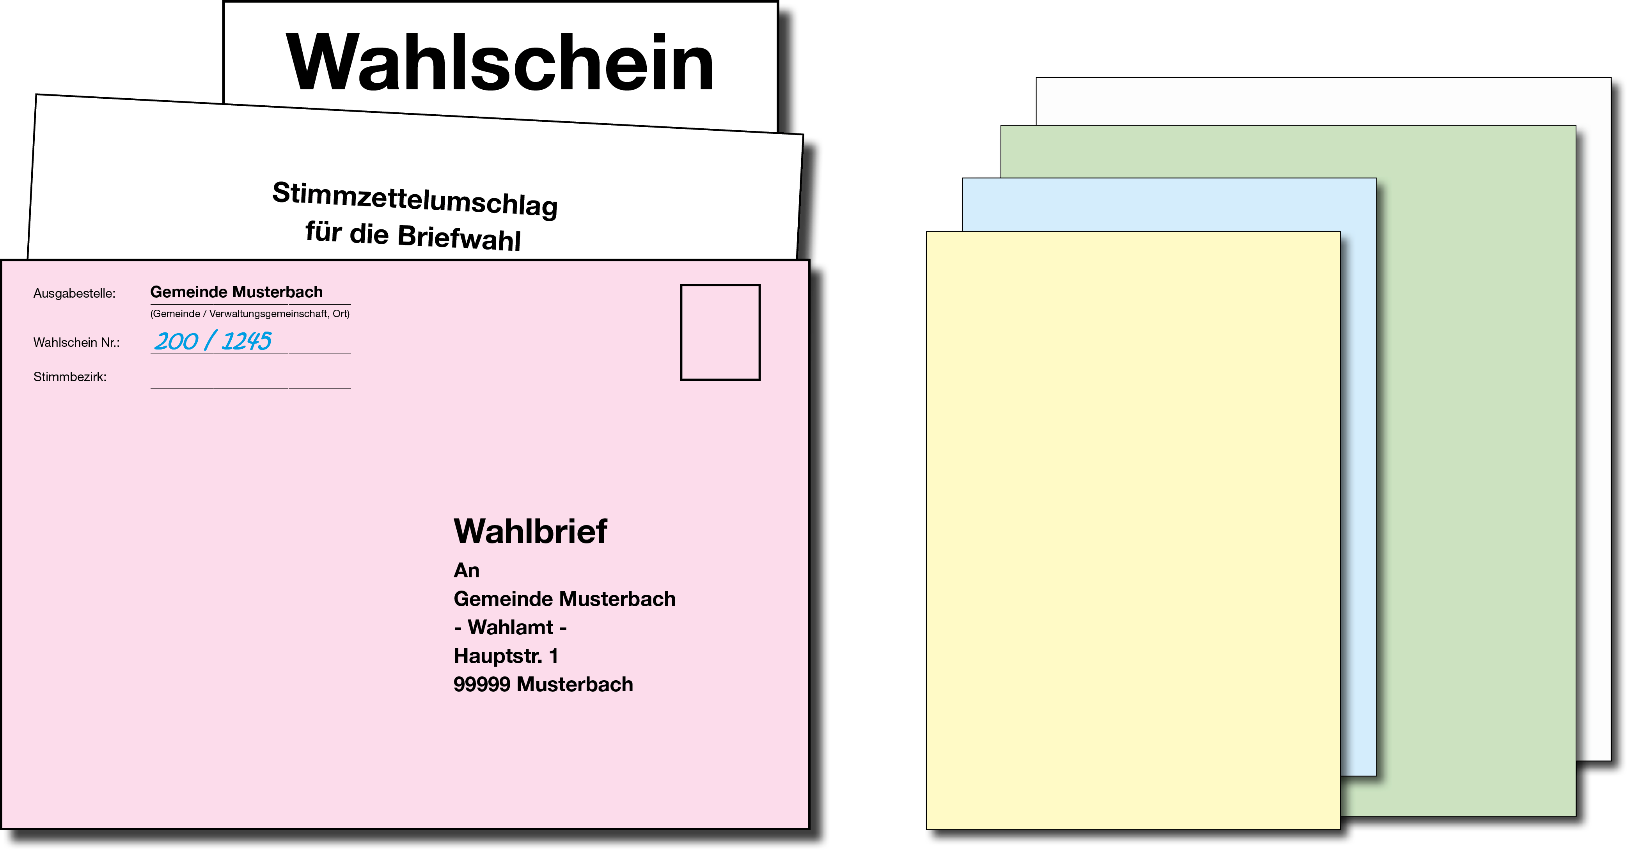 Wahlschein
Stimmzettelumschlag
für die Briefwahl
Ausgabestelle: Gemeinde Musterbach
(Gemeinde / Verwaltungsgemeinschaft, Ort)
Wahlschein Nr.: 200 / 1245
Stimmbezirk:
Wahlbrief
An
Gemeinde Musterbach
- Wahlamt -
Hauptstr. 1
99999 Musterbach